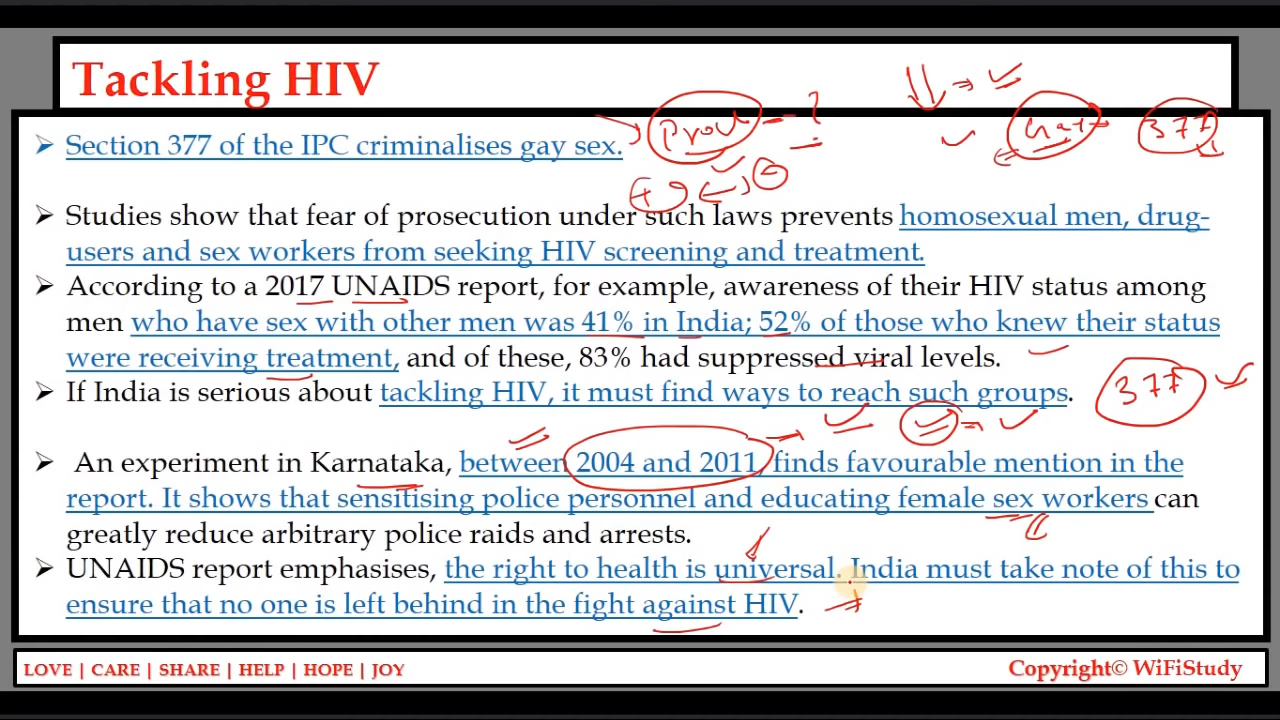 Tackling HIV
➢ Section 377 of the IPC criminalises gay sex.
377
➢ Studies show that fear of prosecution under such laws prevents homosexual men, drug-
users and sex workers from seeking HIV screening and treatment.
➢ According to a 2017 UNAIDS report, for example, awareness of their HIV status among
men who have sex with other men was 41% in India; 52% of those who knew their status
were receiving treatment, and of these, 83% had suppressed viral levels.
➢ If India is serious about tackling HIV, it must find ways to reach such groups.
377
➢ An experiment in Karnataka, between 2004 and 2011, finds favourable mention in the
report. It shows that sensitising police personnel and educating female sex workers can
greatly reduce arbitrary police raids and arrests.
➢ UNAIDS report emphasises, the right to health is universal. India must take note of this to
ensure that no one is left behind in the fight against HIV.
LOVE | CARE | SHARE | HELP | HOPE | JOY
Copyright© WiFiStudy